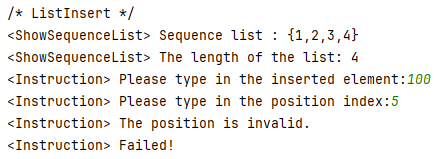 /* ListInsert */
<ShowSequenceList> Sequence list : {1,2,3,4}
<ShowSequenceList> The length of the list: 4
<Instruction> Please type in the inserted element:100
<Instruction> Please type in the position index:5
<Instruction> The position is invalid.
<Instruction> Failed!